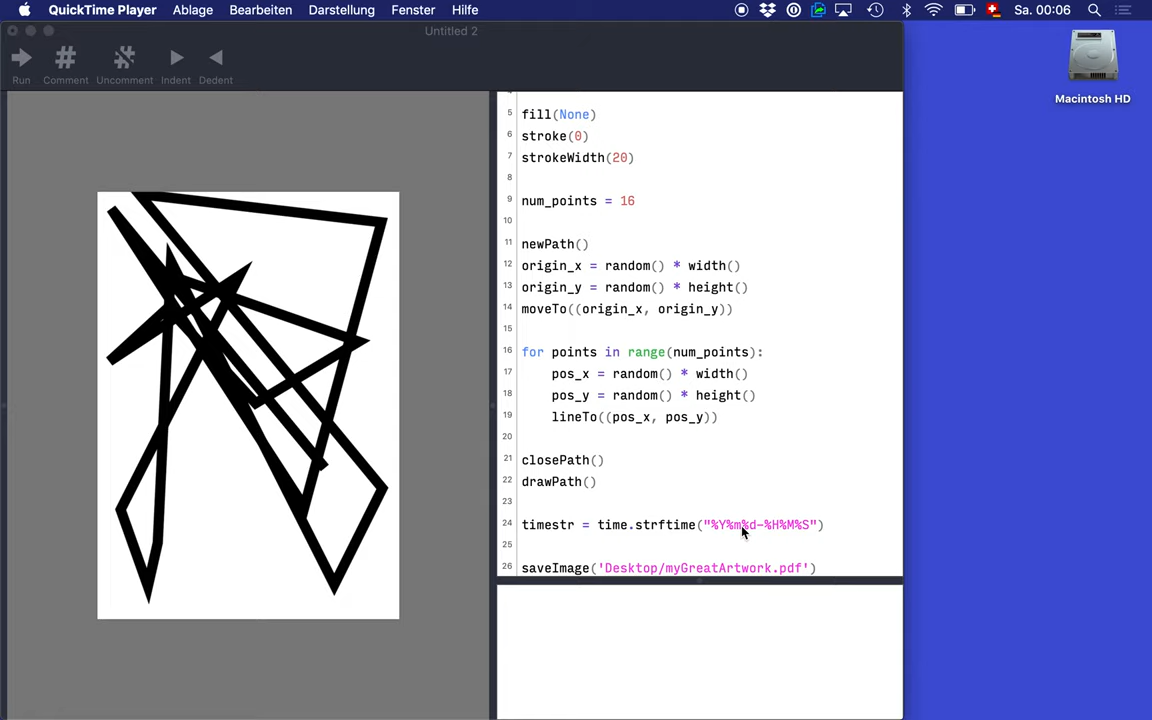 QuickTime Player Ablage Bearbeiten Darstellung Fenster Hilfe Sa. 00:06
Untitled 2
Run Comment Uncomment Indent Dedent
Macintosh HD
5 fill(None)
6 stroke(0)
7 strokeWidth(20)
8
9 num_points = 16
10
11 newPath()
12 origin_x = random() * width()
13 origin_y = random() * height()
14 moveTo((origin_x, origin_y))
15
16 for points in range(num_points):
17 pos_x = random() * width()
18 pos_y = random() * height()
19 lineTo((pos_x, pos_y))
20
21 closePath()
22 drawPath()
23
24 timestr = time.strftime("%Y%m%d-%H%M%S")
25
26 saveImage('Desktop/myGreatArtwork.pdf')